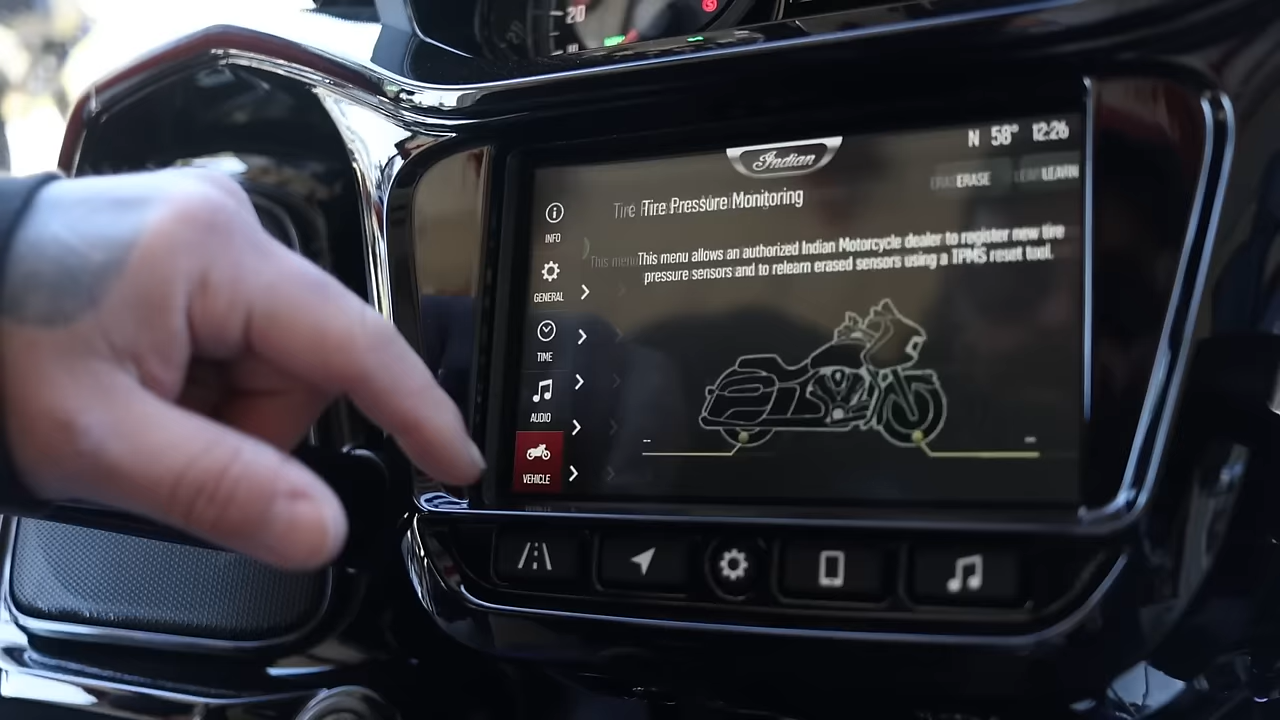 20
Indian
N 58° 12:26
ERASE LEARN
Tire Pressure Monitoring
This menu allows an authorized Indian Motorcycle dealer to register new tire
pressure sensors and to relearn erased sensors using a TPMS reset tool.
INFO
GENERAL
TIME
AUDIO
VEHICLE
--
--